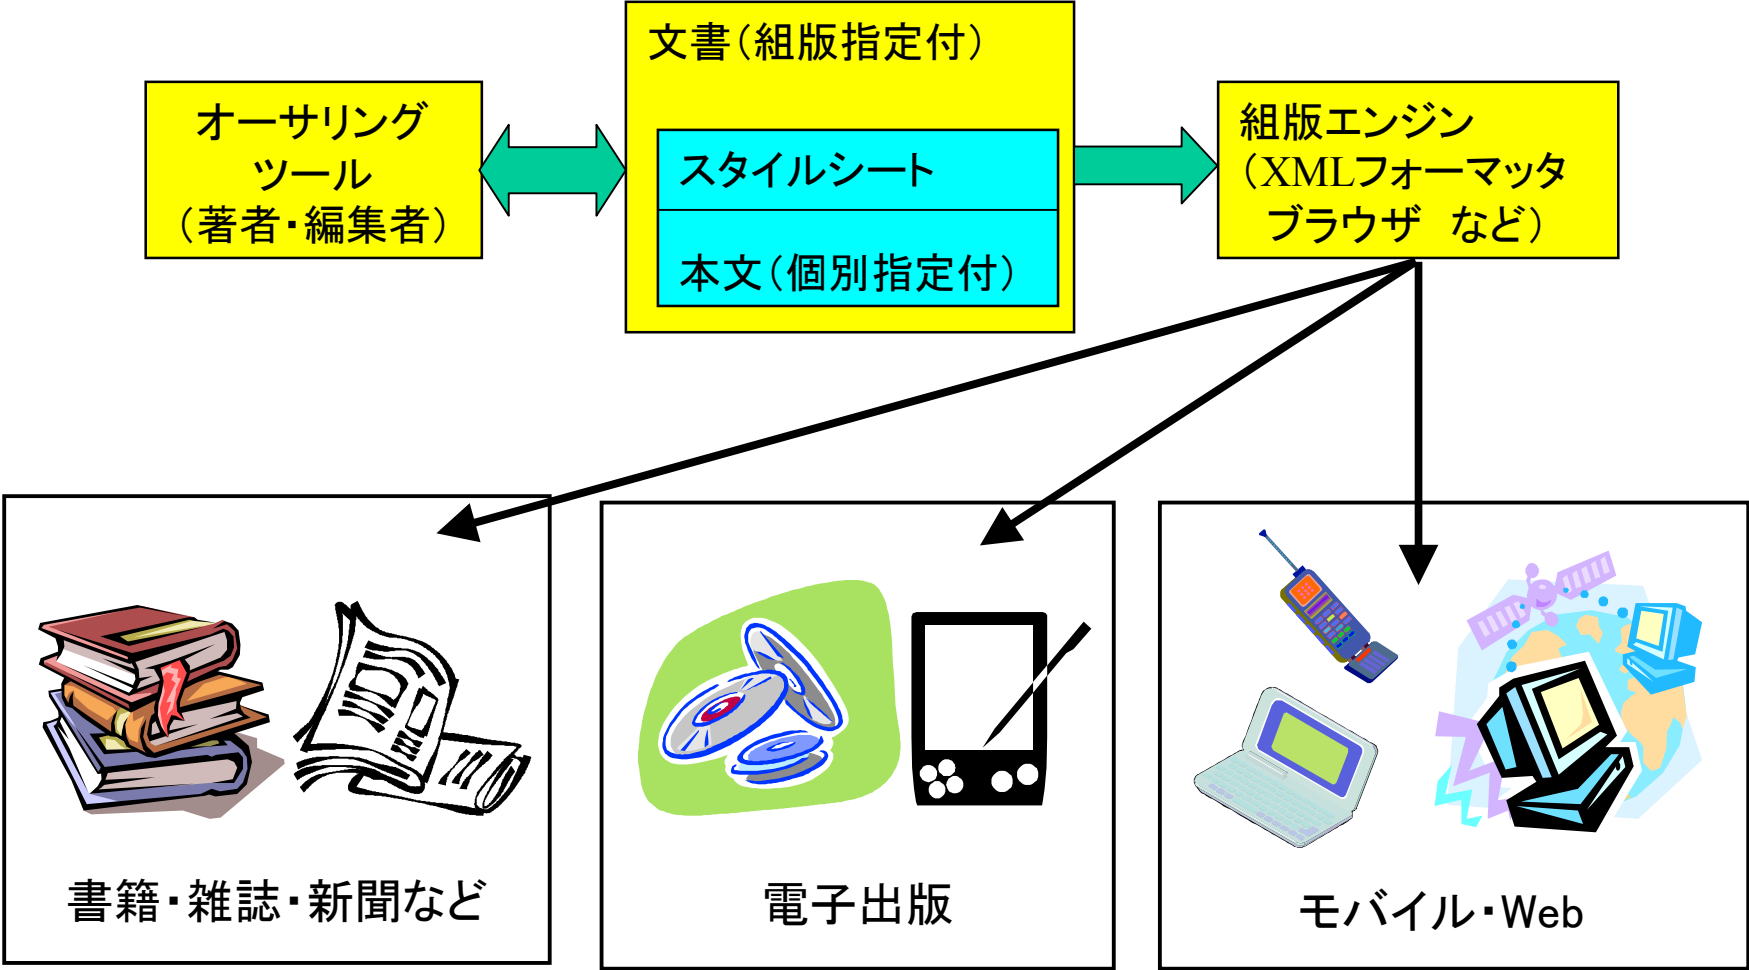 文書（組版指定付）
オーサリング
ツール
（著者・編集者）
スタイルシート
本文（個別指定付）
組版エンジン
（XMLフォーマッタ
ブラウザ　など）
書籍・雑誌・新聞など
電子出版
モバイル・Web